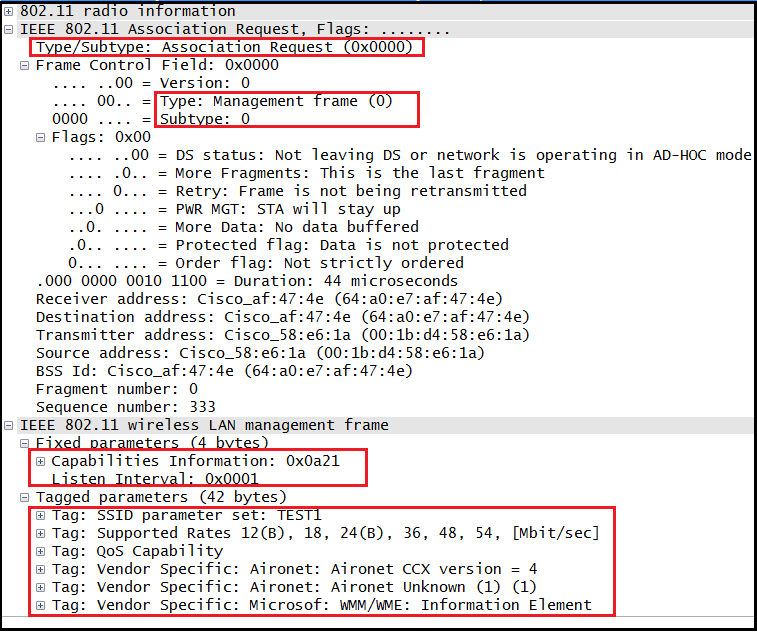 802.11 radio information
IEEE 802.11 Association Request, Flags: ........
Type/Subtype: Association Request (0x0000)
Frame Control Field: 0x0000
.... ..00 = Version: 0
.... 00.. = Type: Management frame (0)
0000 .... = Subtype: 0
Flags: 0x00
.... ..00 = DS status: Not leaving DS or network is operating in AD-HOC mode
.... .0.. = More Fragments: This is the last fragment
.... 0... = Retry: Frame is not being retransmitted
...0 .... = PWR MGT: STA will stay up
..0. .... = More Data: No data buffered
.0.. .... = Protected flag: Data is not protected
0... .... = Order flag: Not strictly ordered
.000 0000 0010 1100 = Duration: 44 microseconds
Receiver address: Cisco_af:47:4e (64:a0:e7:af:47:4e)
Destination address: Cisco_af:47:4e (64:a0:e7:af:47:4e)
Transmitter address: Cisco_58:e6:1a (00:1b:d4:58:e6:1a)
Source address: Cisco_58:e6:1a (00:1b:d4:58:e6:1a)
BSS Id: Cisco_af:47:4e (64:a0:e7:af:47:4e)
Fragment number: 0
Sequence number: 333
IEEE 802.11 wireless LAN management frame
Fixed parameters (4 bytes)
Capabilities Information: 0x0a21
Listen Interval: 0x0001
Tagged parameters (42 bytes)
Tag: SSID parameter set: TEST1
Tag: Supported Rates 12(B), 18, 24(B), 36, 48, 54, [Mbit/sec]
Tag: QoS Capability
Tag: Vendor Specific: Aironet: Aironet CCX version = 4
Tag: Vendor Specific: Aironet: Aironet Unknown (1) (1)
Tag: Vendor Specific: Microsof: WMM/WME: Information Element